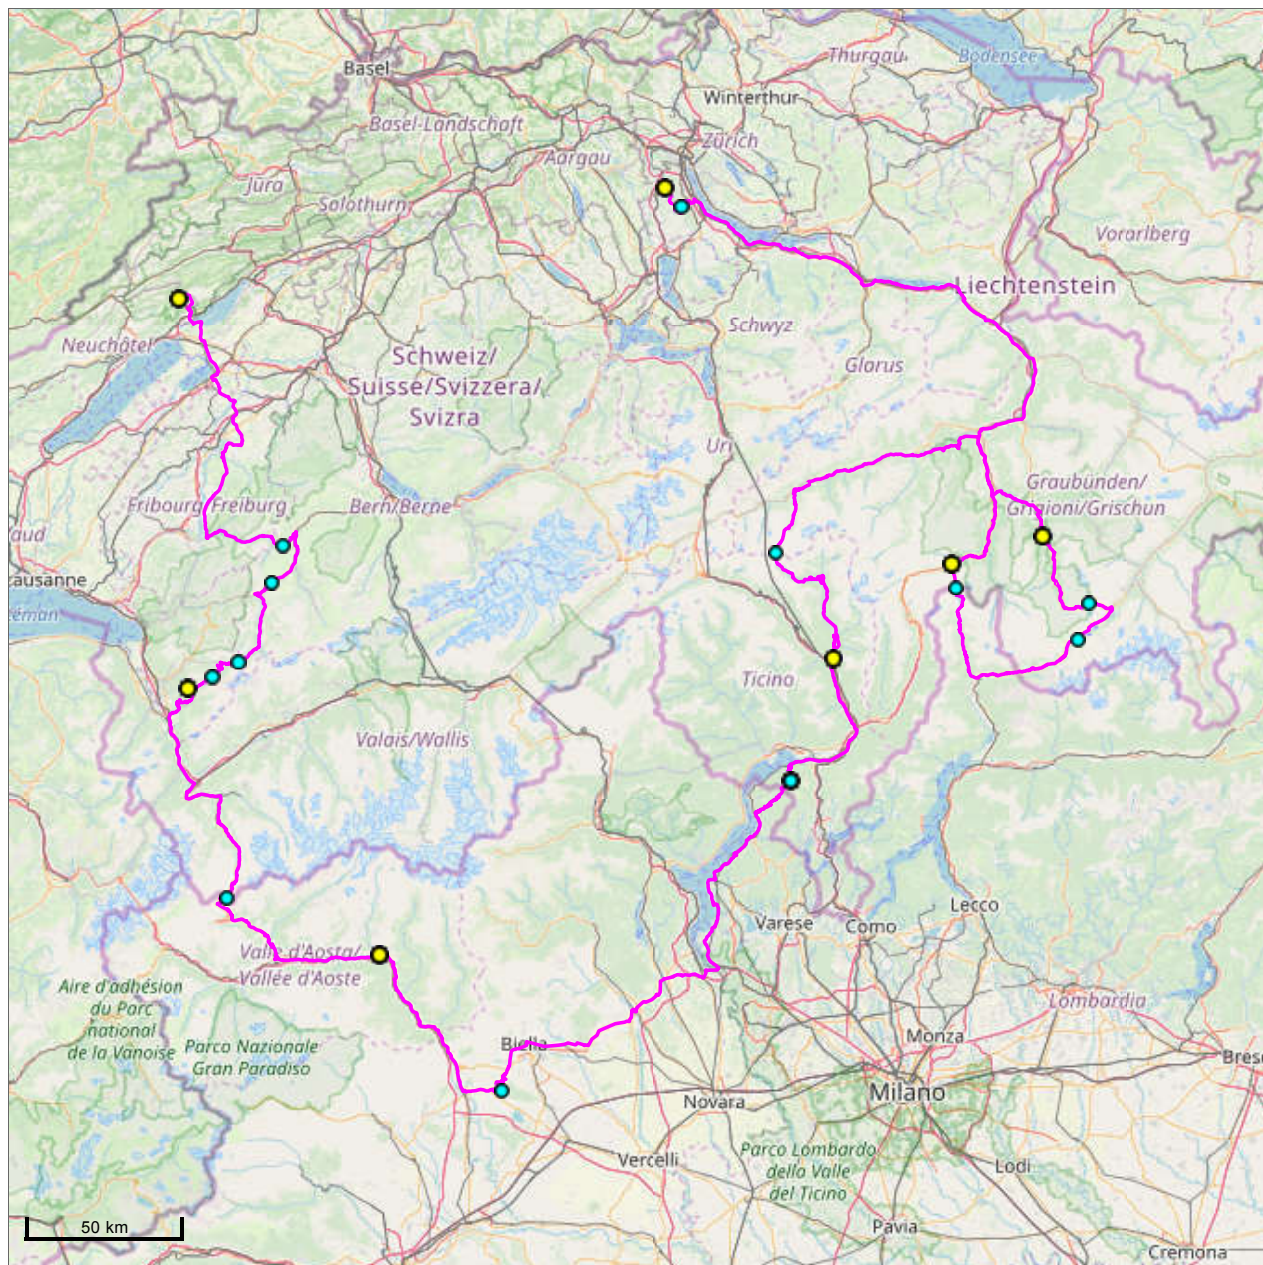 Thurgau
Bodensee
Basel
Winterthur
Basel-Landschaft
Zürich
Aargau
Jura
Solothurn
Vorarlberg
Liechtenstein
Schwyz
Neuchâtel
Schweiz/
Suisse/Svizzera/
Svizra
Glarus
Uri
Graubünden/
Grigioni/Grischun
Fribourg/Freiburg
Bern/Berne
aud
ausanne
éman
Ticino
Valais/Wallis
Lecco
Varese
Como
Valle d'Aosta/
Vallée d'Aoste
Aire d'adhésion
du Parc
national
de la Vanoise
Lombardia
Parco Nazionale
Gran Paradiso
Biella
Monza
Bresc
Milano
Novara
Parco Lombardo
della Valle
del Ticino
Vercelli
Lodi
50 km
Pavia
Cremona